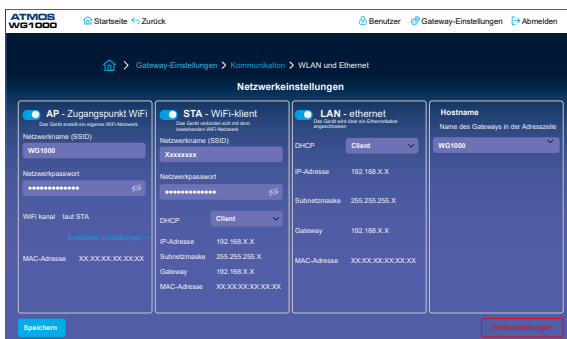 ATMOS
WG1000
Startseite
Zurück
Benutzer
Gateway-Einstellungen
Abmelden
Gateway-Einstellungen > Kommunikation > WLAN und Ethernet
Netzwerkeinstellungen
AP - Zugangspunkt WiFi
Das Gerät erstellt ein eigenes WiFi-Netzwerk
Netzwerkname (SSID)
WG1000
Netzwerkpasswort
•••••••••••••
WiFi kanal laut STA
Erweiterte Einstellungen
MAC-Adresse XX:XX:XX:XX:XX:XX
STA - WiFi-klient
Das Gerät verbindet sich mit dem
bestehenden WiFi-Netzwerk
Netzwerkname (SSID)
Xxxxxxxx
Netzwerkpasswort
•••••••••••••
DHCP Client
IP-Adresse 192.168.X.X
Subnetzmaske 255.255.255.X
Gateway 192.168.X.X
MAC-Adresse XX:XX:XX:XX:XX:XX
LAN - ethernet
Das Gerät wird über ein Ethernetkabel
angeschlossen
DHCP Client
IP-Adresse 192.168.X.X
Subnetzmaske 255.255.255.X
Gateway 192.168.X.X
MAC-Adresse XX:XX:XX:XX:XX:XX
Hostname
Name des Gateways in der Adresszeile
WG1000
Speichern